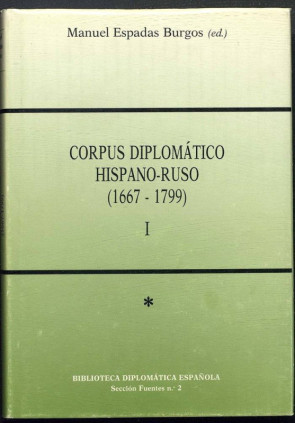 Manuel Espadas Burgos (ed.)
CORPUS DIPLOMÁTICO
HISPANO-RUSO
(1667 - 1799)
I
*
BIBLIOTECA DIPLOMÁTICA ESPAÑOLA
Sección Fuentes n.º 2